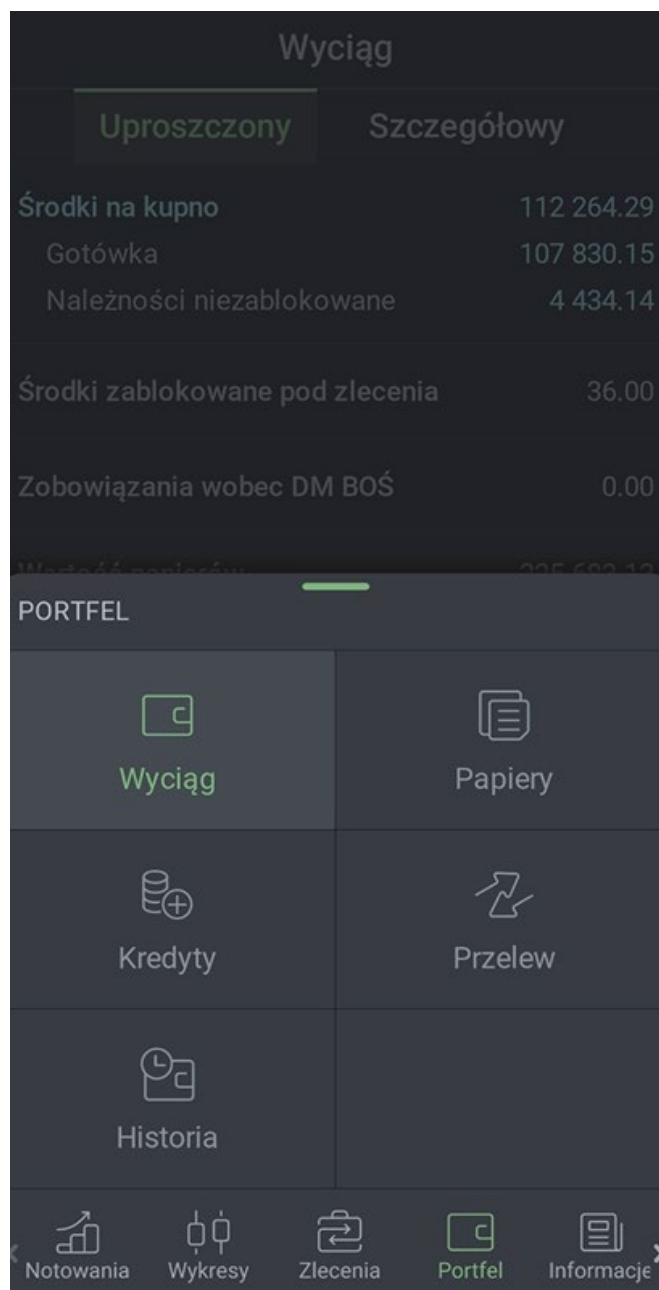 Wyciąg
Uproszczony Szczegółowy
Środki na kupno 112 264.29
Gotówka 107 830.15
Należności niezablokowane 4 434.14
Środki zablokowane pod zlecenia 36.00
Zobowiązania wobec DM BOŚ 0.00
PORTFEL
Wyciąg Papiery
Kredyty Przelew
Historia
Notowania Wykresy Zlecenia Portfel Informacje